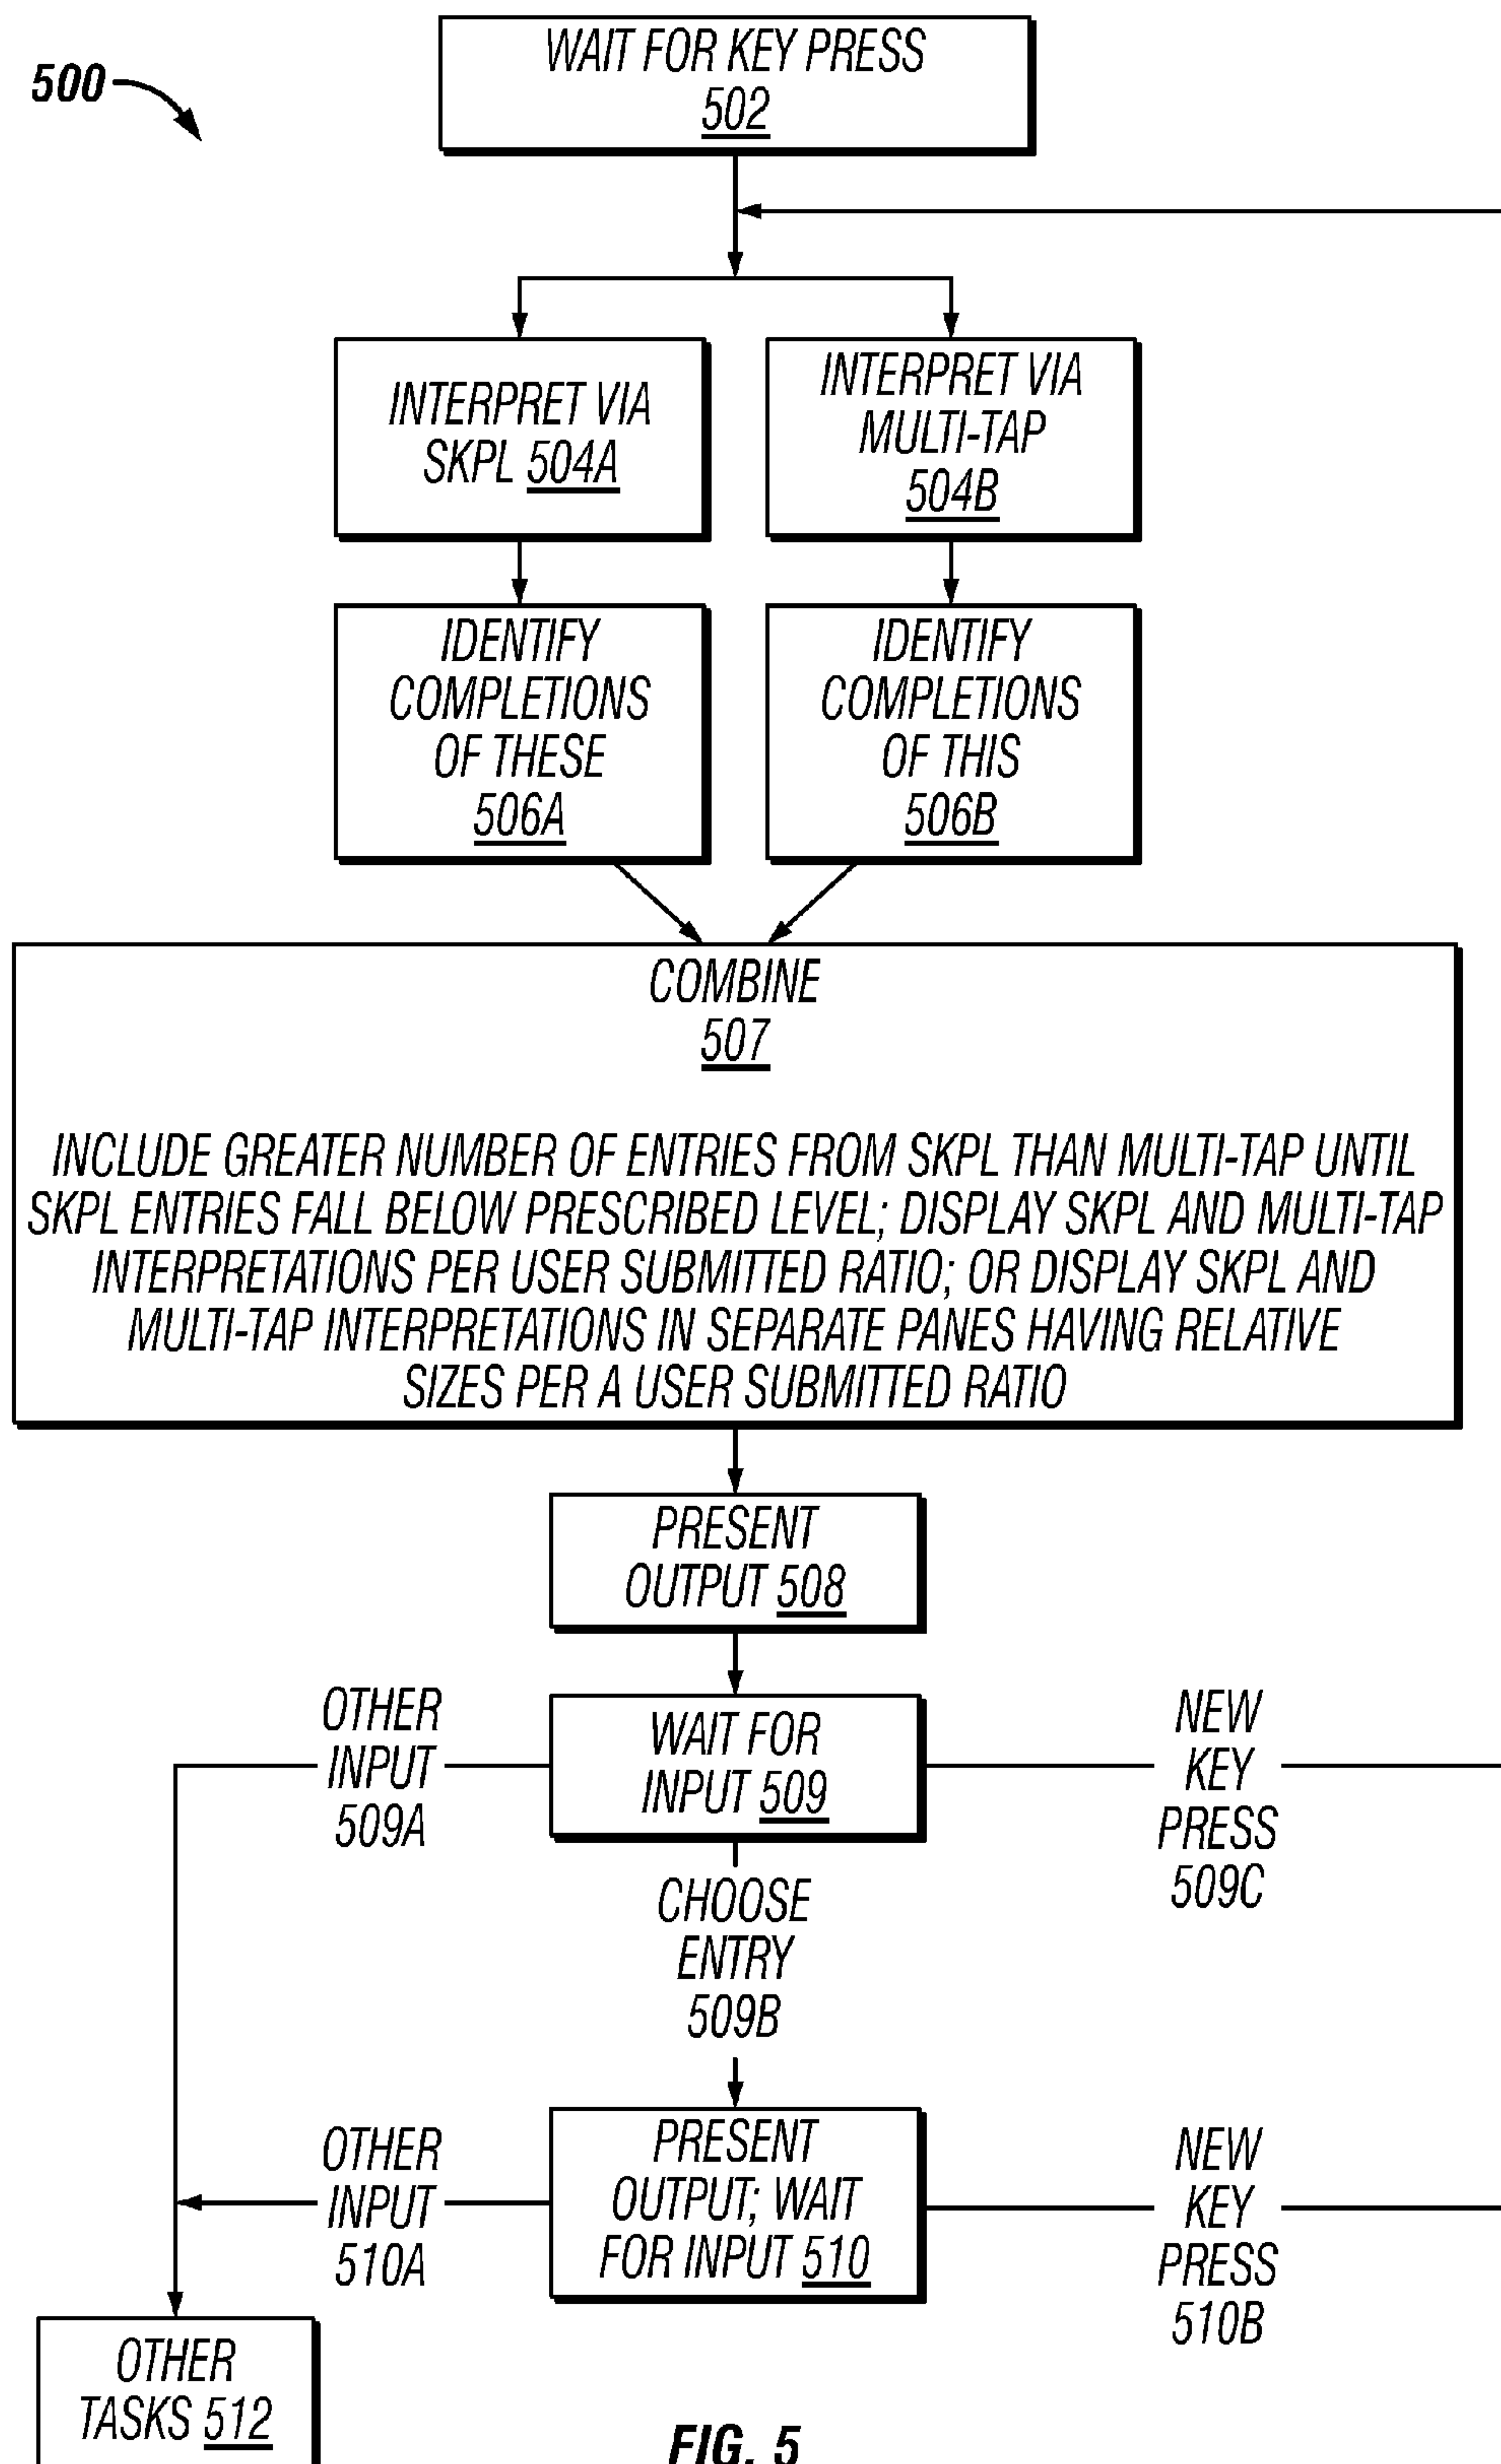 500
WAIT FOR KEY PRESS
502
INTERPRET VIA
SKPL 504A
INTERPRET VIA
MULTI-TAP
504B
IDENTIFY
COMPLETIONS
OF THESE
506A
IDENTIFY
COMPLETIONS
OF THIS
506B
COMBINE
507
INCLUDE GREATER NUMBER OF ENTRIES FROM SKPL THAN MULTI-TAP UNTIL
SKPL ENTRIES FALL BELOW PRESCRIBED LEVEL; DISPLAY SKPL AND MULTI-TAP
INTERPRETATIONS PER USER SUBMITTED RATIO; OR DISPLAY SKPL AND
MULTI-TAP INTERPRETATIONS IN SEPARATE PANES HAVING RELATIVE
SIZES PER A USER SUBMITTED RATIO
PRESENT
OUTPUT 508
OTHER
INPUT
509A
WAIT FOR
INPUT 509
NEW
KEY
PRESS
509C
CHOOSE
ENTRY
509B
OTHER
INPUT
510A
PRESENT
OUTPUT; WAIT
FOR INPUT 510
NEW
KEY
PRESS
510B
OTHER
TASKS 512
FIG. 5